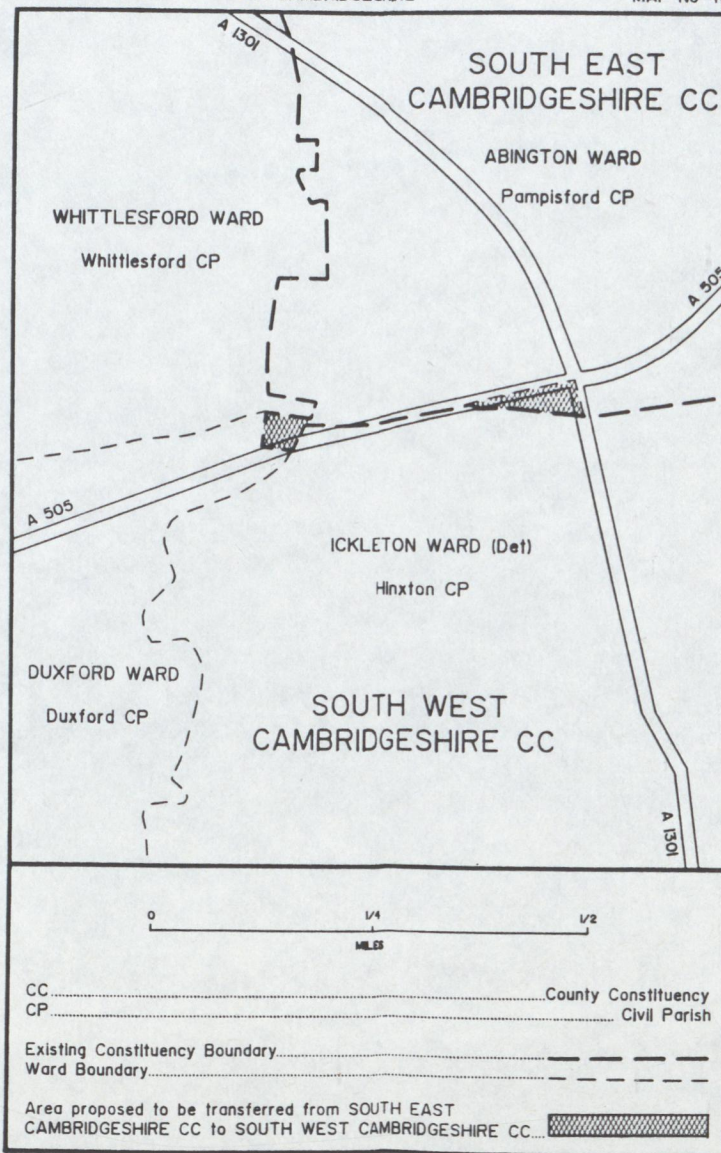 A 1301
SOUTH EAST
CAMBRIDGESHIRE CC
ABINGTON WARD
Pampisford CP
WHITTLESFORD WARD
Whittlesford CP
A 505
A 505
ICKLETON WARD (Det)
Hinxton CP
DUXFORD WARD
Duxford CP
SOUTH WEST
CAMBRIDGESHIRE CC
A 1301
0 1/4 1/2
MILES
CC County Constituency
CP Civil Parish
Existing Constituency Boundary
Ward Boundary
Area proposed to be transferred from SOUTH EAST
CAMBRIDGESHIRE CC to SOUTH WEST CAMBRIDGESHIRE CC